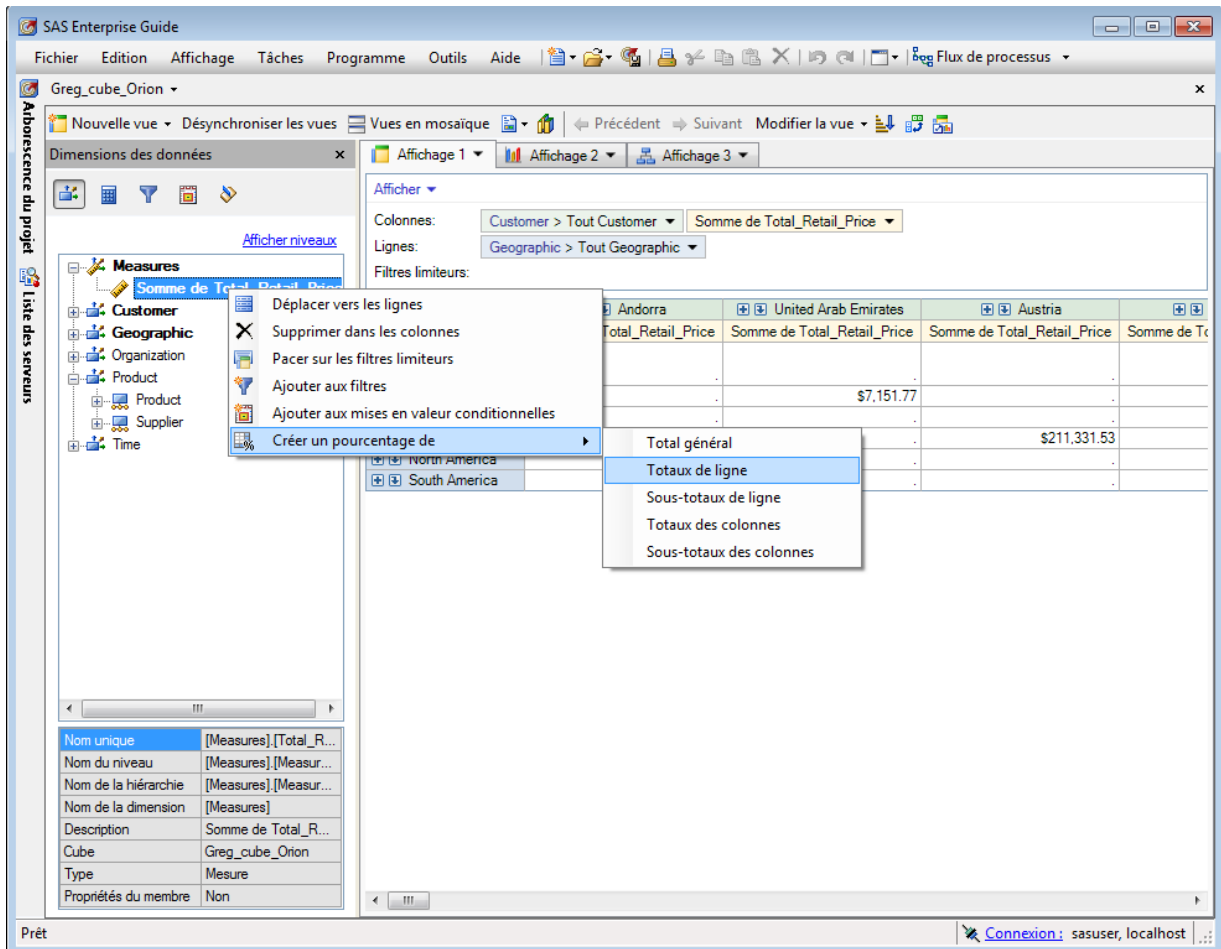 SAS Enterprise Guide
Fichier Edition Affichage Tâches Programme Outils Aide Flux de processus
Greg_cube_Orion
Arborescence du projet
Liste des serveurs
Nouvelle vue Désynchroniser les vues Vues en mosaïque Précédent Suivant Modifier la vue
Dimensions des données
Affichage 1 Affichage 2 Affichage 3
Afficher niveaux
Measures
Somme de Total_Retail_Price
Customer
Geographic
Organization
Product
Product
Supplier
Time
Afficher
Colonnes: Customer > Tout Customer Somme de Total_Retail_Price
Lignes: Geographic > Tout Geographic
Filtres limiteurs:
Andorra United Arab Emirates Austria
Total_Retail_Price Somme de Total_Retail_Price Somme de Total_Retail_Price Somme de To
$7,151.77
$211,331.53
North America
South America
Déplacer vers les lignes
Supprimer dans les colonnes
Pacer sur les filtres limiteurs
Ajouter aux filtres
Ajouter aux mises en valeur conditionnelles
Créer un pourcentage de
Total général
Totaux de ligne
Sous-totaux de ligne
Totaux des colonnes
Sous-totaux des colonnes
Nom unique [Measures].[Total_R...
Nom du niveau [Measures].[Measur...
Nom de la hiérarchie [Measures].[Measur...
Nom de la dimension [Measures]
Description Somme de Total_R...
Cube Greg_cube_Orion
Type Mesure
Propriétés du membre Non
Prêt
Connexion : sasuser, localhost